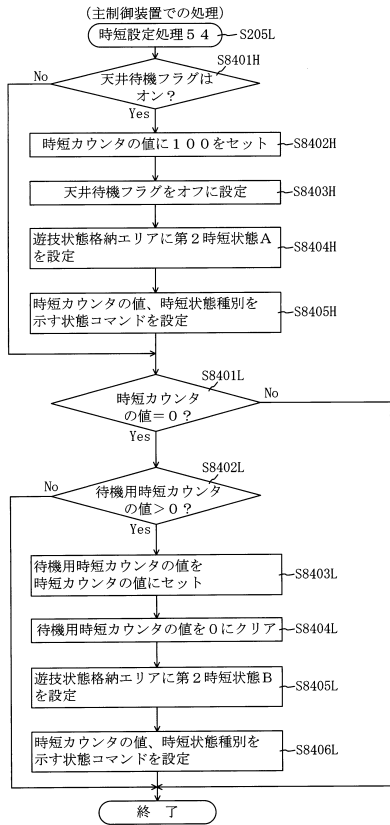 (主制御装置での処理)
時短設定処理５４
S205L
S8401H
天井待機フラグは
オン？
No
Yes
時短カウンタの値に１００をセット
S8402H
天井待機フラグをオフに設定
S8403H
遊技状態格納エリアに第２時短状態Ａ
を設定
S8404H
時短カウンタの値、時短状態種別を
示す状態コマンドを設定
S8405H
S8401L
時短カウンタ
の値＝０？
No
Yes
S8402L
待機用時短カウンタ
の値＞０？
No
Yes
待機用時短カウンタの値を
時短カウンタの値にセット
S8403L
待機用時短カウンタの値を０にクリア
S8404L
遊技状態格納エリアに第２時短状態Ｂ
を設定
S8405L
時短カウンタの値、時短状態種別を
示す状態コマンドを設定
S8406L
終　了